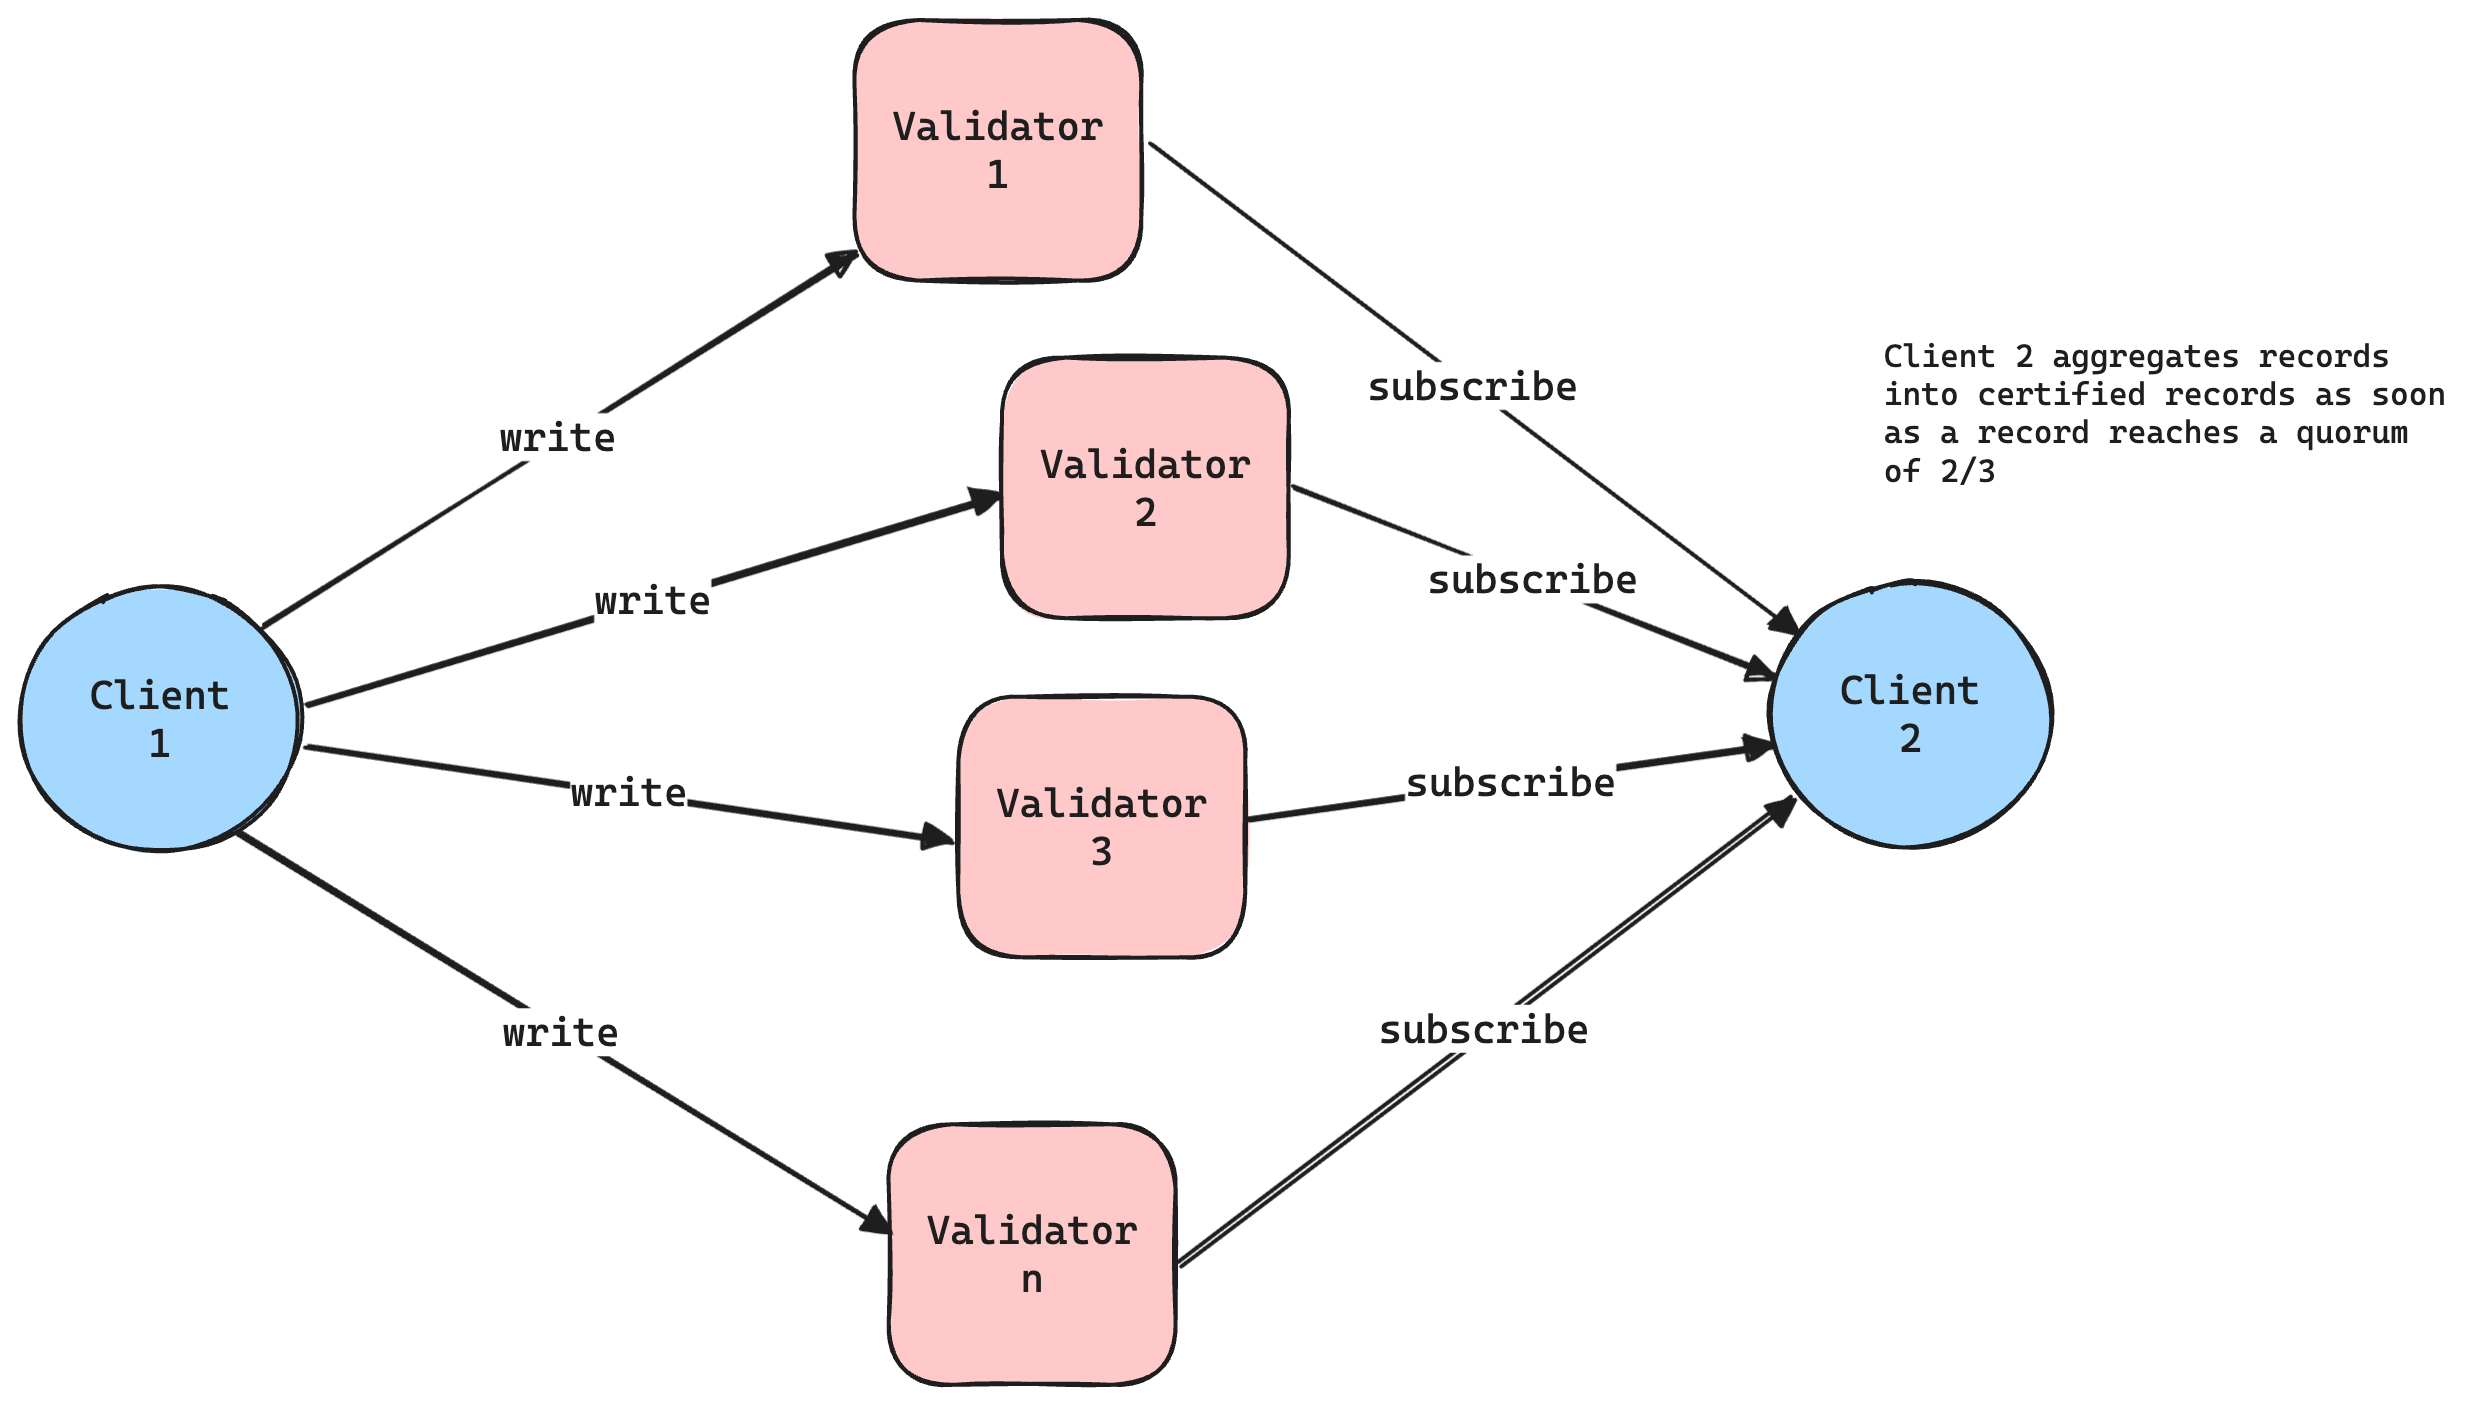 Validator
1
write
subscribe
Client 2 aggregates records
into certified records as soon
as a record reaches a quorum
of 2/3
Validator
2
write
subscribe
Client
1
Client
2
write
Validator
3
subscribe
write
subscribe
Validator
n